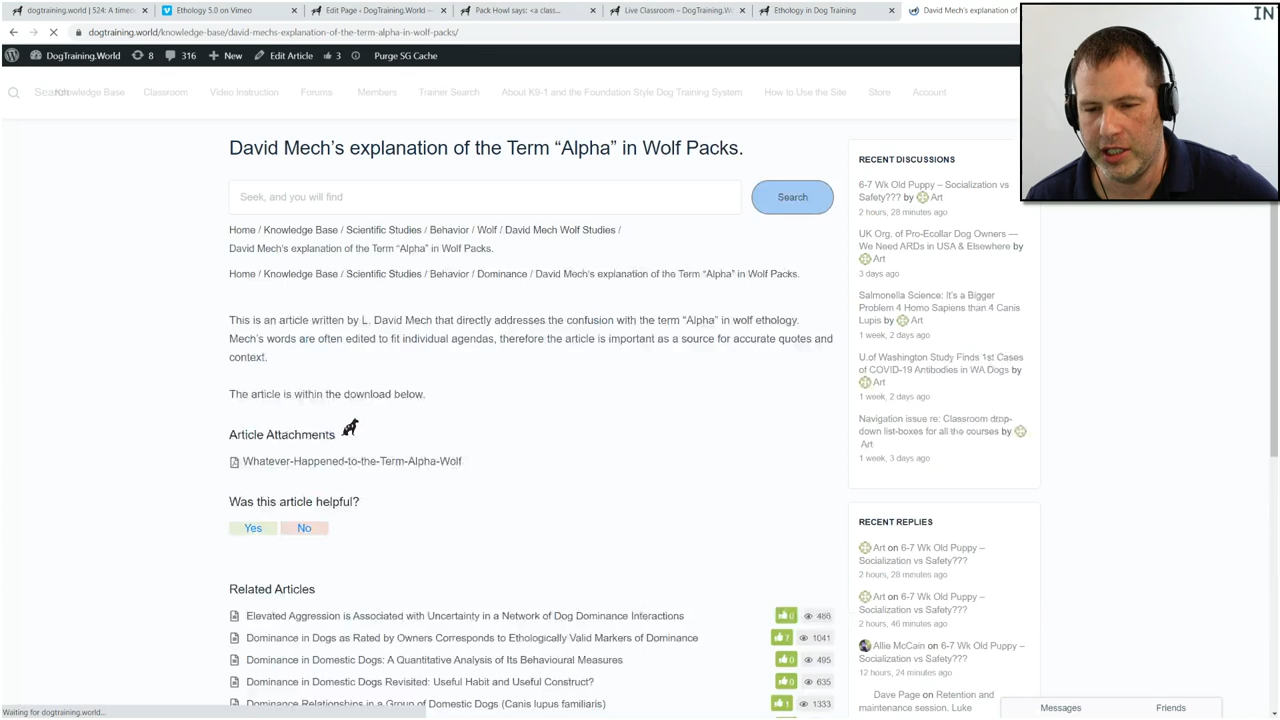 dogtraining.world | 524: A timeo
Ethology 5.0 on Vimeo
Edit Page ‹ DogTraining.World —
Pack Howl says: <a class...
Live Classroom – DogTraining.W
Ethology in Dog Training
David Mech's explanation of
IN
dogtraining.world/knowledge-base/david-mechs-explanation-of-the-term-alpha-in-wolf-packs/
DogTraining.World 8 316 New Edit Article 3 Purge SG Cache
Search Knowledge Base Classroom Video Instruction Forums Members Trainer Search About K9-1 and the Foundation Style Dog Training System How to Use the Site Store Account
David Mech's explanation of the Term “Alpha” in Wolf Packs.
Seek, and you will find
Search
Home / Knowledge Base / Scientific Studies / Behavior / Wolf / David Mech Wolf Studies /
David Mech's explanation of the Term “Alpha” in Wolf Packs.
Home / Knowledge Base / Scientific Studies / Behavior / Dominance / David Mech's explanation of the Term “Alpha” in Wolf Packs.
This is an article written by L. David Mech that directly addresses the confusion with the term “Alpha” in wolf ethology.
Mech's words are often edited to fit individual agendas, therefore the article is important as a source for accurate quotes and
context.
The article is within the download below.
Article Attachments
Whatever-Happened-to-the-Term-Alpha-Wolf
Was this article helpful?
Yes No
Related Articles
Elevated Aggression is Associated with Uncertainty in a Network of Dog Dominance Interactions 0 486
Dominance in Dogs as Rated by Owners Corresponds to Ethologically Valid Markers of Dominance 7 1041
Dominance in Domestic Dogs: A Quantitative Analysis of Its Behavioural Measures 0 495
Dominance in Domestic Dogs Revisited: Useful Habit and Useful Construct? 0 635
Dominance Relationships in a Group of Domestic Dogs (Canis lupus familiaris) 1 1333
RECENT DISCUSSIONS
6-7 Wk Old Puppy – Socialization vs
Safety??? by Art
2 hours, 28 minutes ago
UK Org. of Pro-Ecollar Dog Owners —
We Need ARDs in USA & Elsewhere by
Art
3 days ago
Salmonella Science: It's a Bigger
Problem 4 Homo Sapiens than 4 Canis
Lupis by Art
1 week, 2 days ago
U.of Washington Study Finds 1st Cases
of COVID-19 Antibodies in WA Dogs by
Art
1 week, 2 days ago
Navigation issue re: Classroom drop-
down list-boxes for all the courses by
Art
1 week, 3 days ago
RECENT REPLIES
Art on 6-7 Wk Old Puppy –
Socialization vs Safety???
2 hours, 28 minutes ago
Art on 6-7 Wk Old Puppy –
Socialization vs Safety???
2 hours, 46 minutes ago
Allie McCain on 6-7 Wk Old Puppy –
Socialization vs Safety???
12 hours, 24 minutes ago
Dave Page on Retention and
maintenance session. Luke
Messages Friends
Waiting for dogtraining.world...